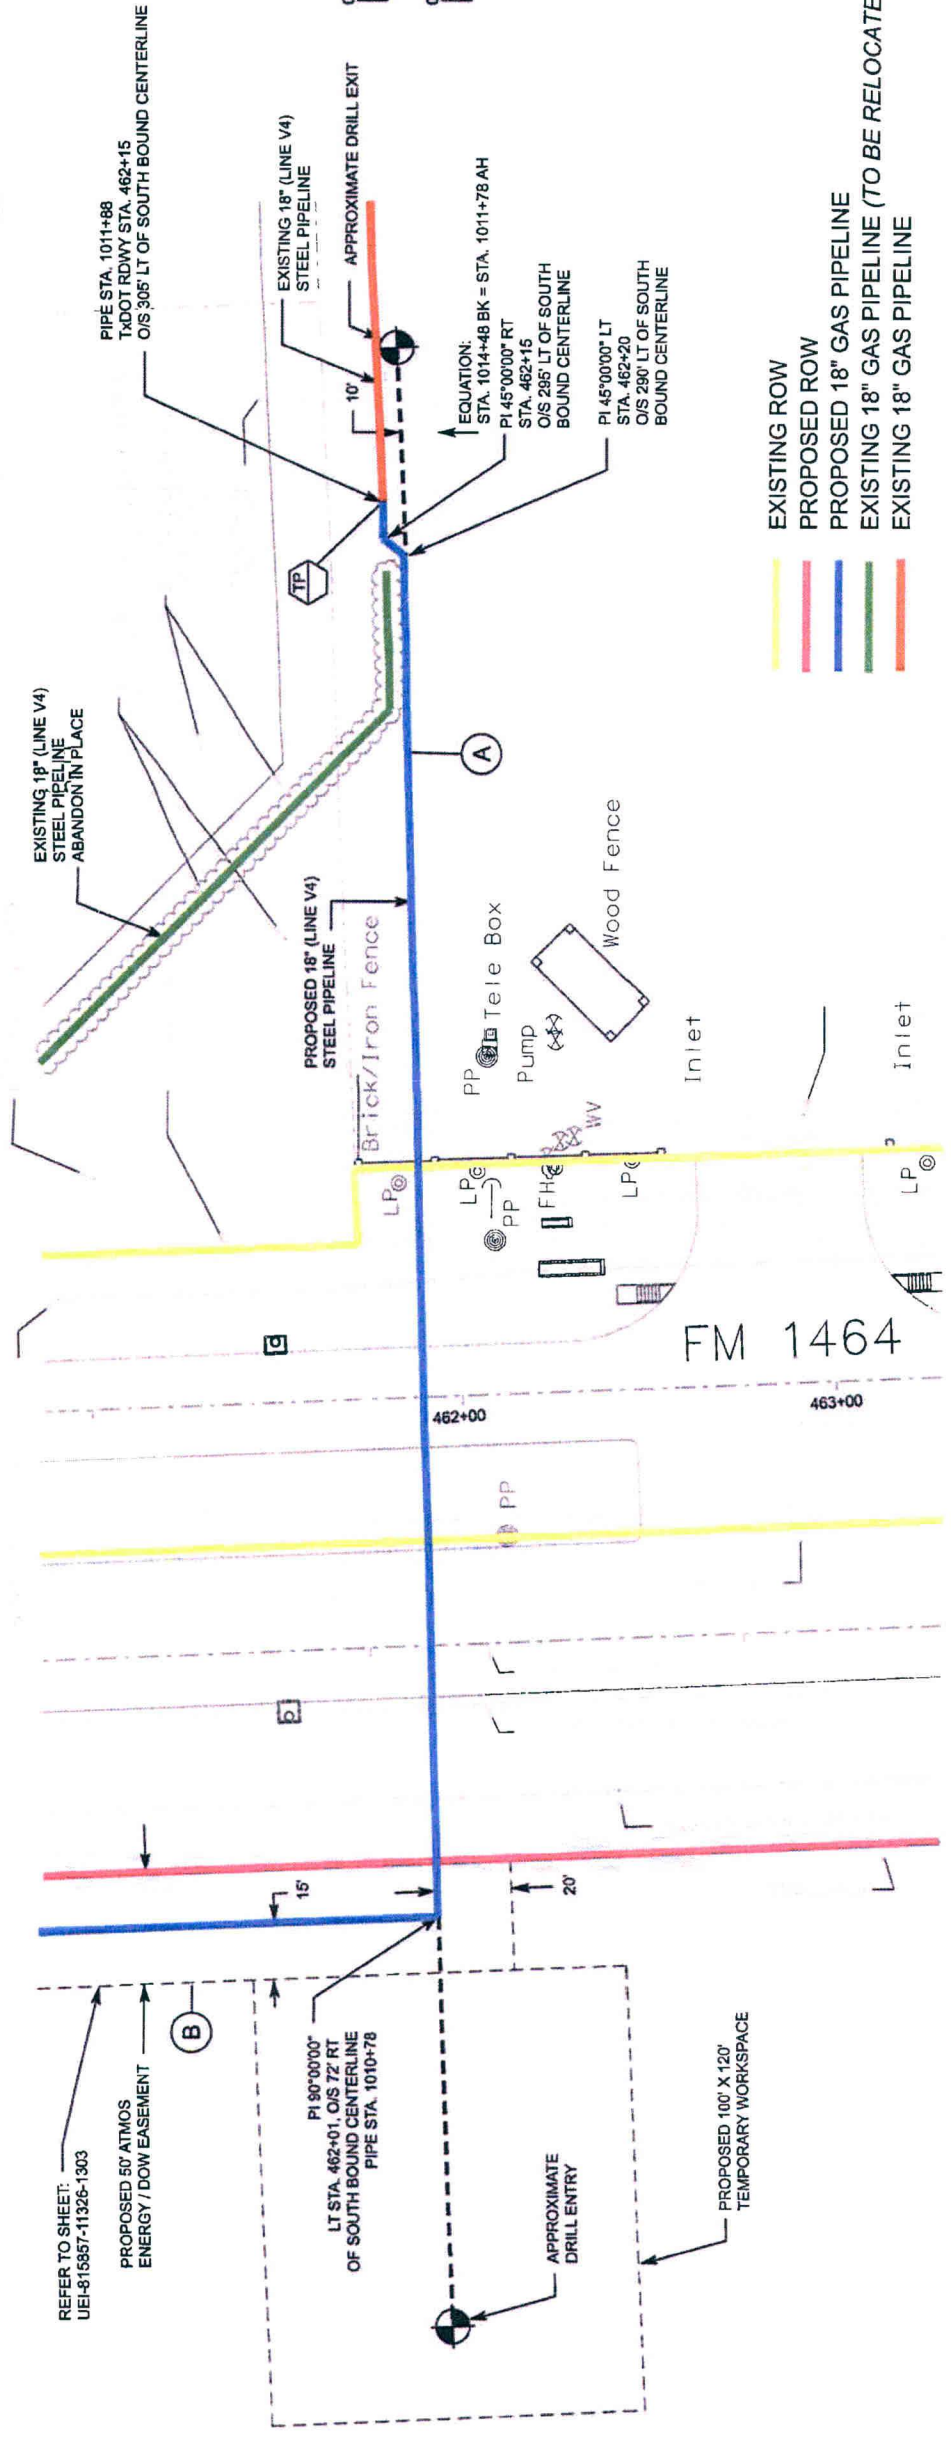 PIPE STA. 1011+88
TxDOT RDWY STA. 462+15
O/S 305' LT OF SOUTH BOUND CENTERLINE
EXISTING 18" (LINE V4)
STEEL PIPELINE
APPROXIMATE DRILL EXIT
10'
EQUATION:
STA. 1014+48 BK = STA. 1011+78 AH
PI 45°00'00" RT
STA. 462+15
O/S 295' LT OF SOUTH
BOUND CENTERLINE
PI 45°00'00" LT
STA. 462+20
O/S 290' LT OF SOUTH
BOUND CENTERLINE
TP
EXISTING 18" (LINE V4)
STEEL PIPELINE
ABANDON IN PLACE
A
PROPOSED 18" (LINE V4)
STEEL PIPELINE
Brick/Iron Fence
PP
Tele Box
Pump
Wood Fence
WV
Inlet
Inlet
LP
LP
PP
FH
LP
LP
FM 1464
462+00
463+00
PP
15'
20'
REFER TO SHEET:
UEI-815857-11326-1303
PROPOSED 50' ATMOS
ENERGY / DOW EASEMENT
B
PI 90°00'00"
LT STA. 462+01, O/S 72' RT
OF SOUTH BOUND CENTERLINE
PIPE STA. 1010+78
APPROXIMATE
DRILL ENTRY
PROPOSED 100' X 120'
TEMPORARY WORKSPACE
EXISTING ROW
PROPOSED ROW
PROPOSED 18" GAS PIPELINE
EXISTING 18" GAS PIPELINE (TO BE RELOCATE
EXISTING 18" GAS PIPELINE